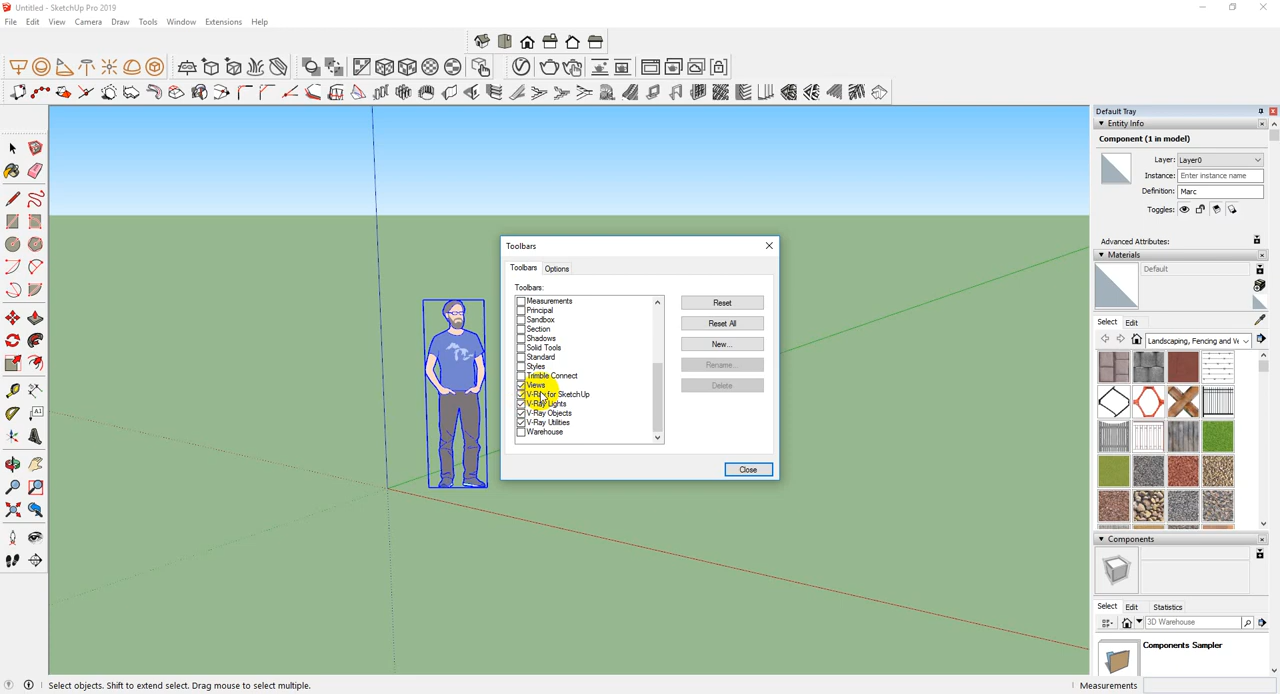 Untitled - SketchUp Pro 2019
File Edit View Camera Draw Tools Window Extensions Help
Default Tray
Entity Info
Component (1 in model)
Layer: Layer0
Instance: Enter instance name
Definition: Marc
Toggles:
Advanced Attributes:
Materials
Default
Select Edit
Landscaping, Fencing and Ve
Components
Select Edit Statistics
3D Warehouse
Components Sampler
Toolbars
Toolbars Options
Toolbars:
Measurements
Principal
Sandbox
Section
Shadows
Solid Tools
Standard
Styles
Trimble Connect
Views
V-Ray for SketchUp
V-Ray Lights
V-Ray Objects
V-Ray Utilities
Warehouse
Reset
Reset All
New...
Rename...
Delete
Close
Select objects. Shift to extend select. Drag mouse to select multiple.
Measurements